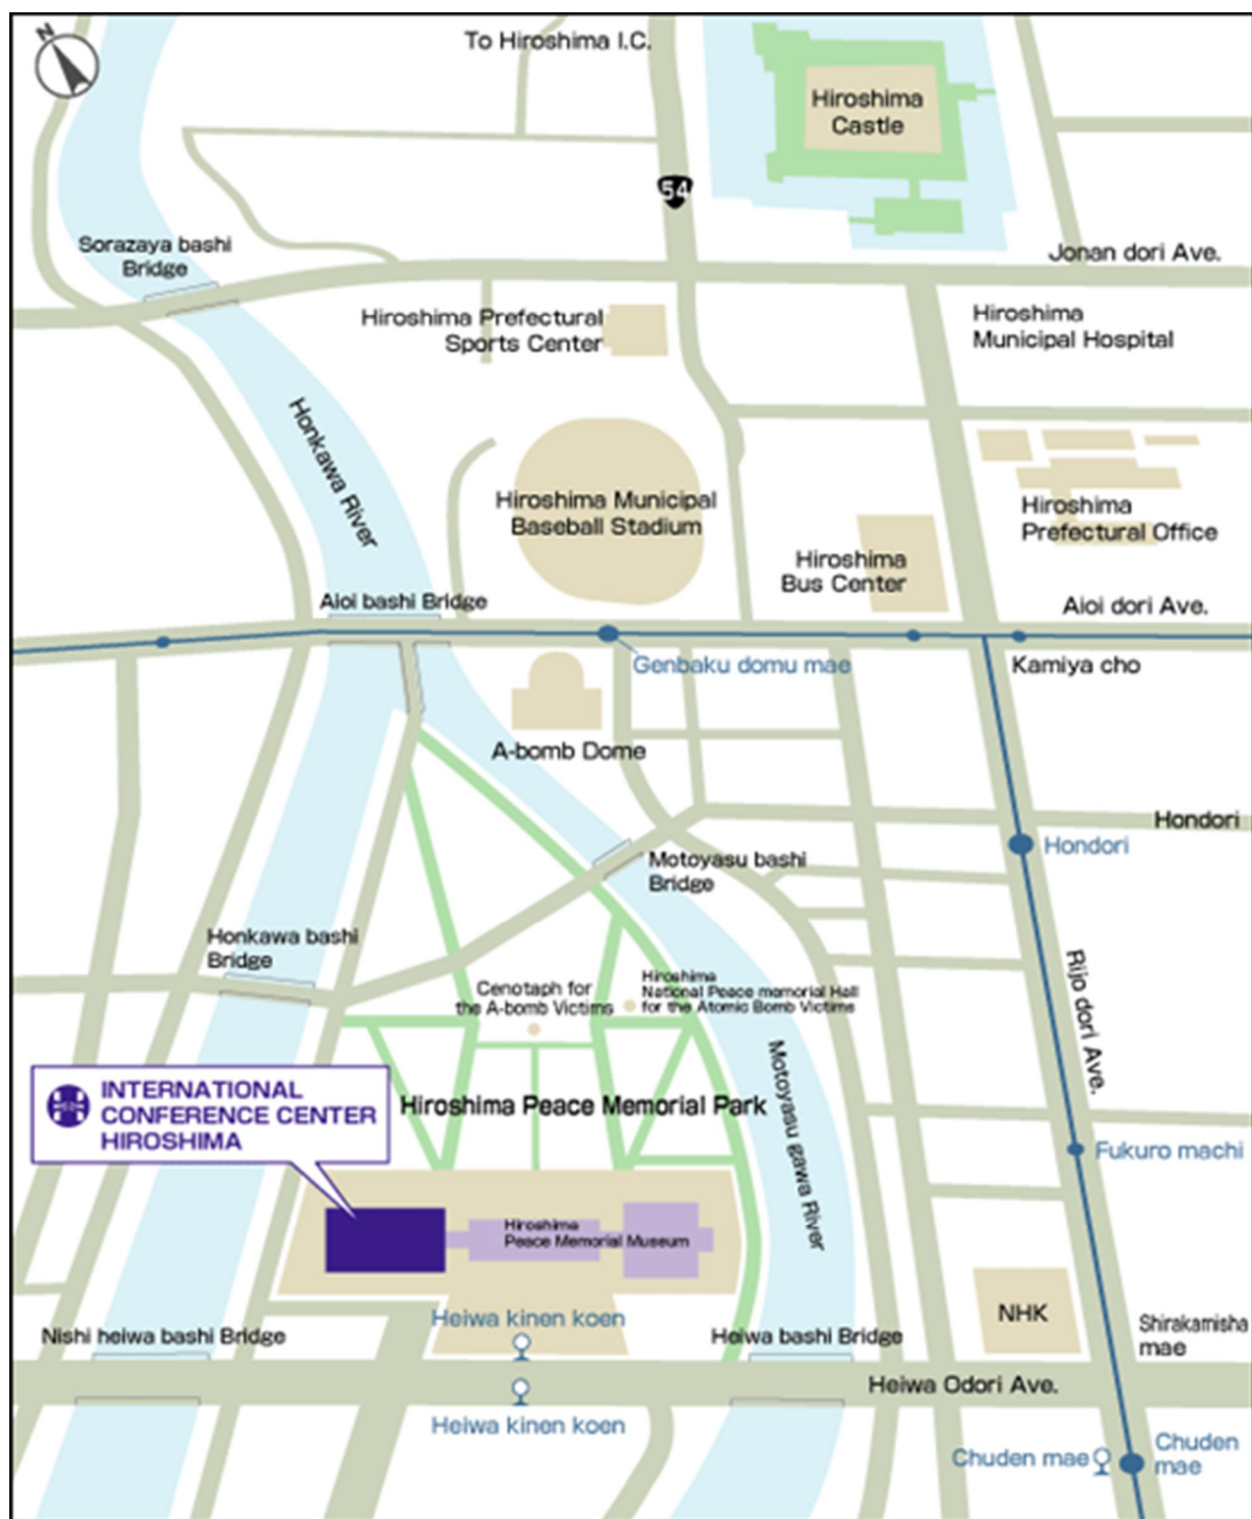 N
To Hiroshima I.C.
Hiroshima
Castle
54
Sorazaya bashi
Bridge
Jonan dori Ave.
Hiroshima Prefectural
Sports Center
Hiroshima
Municipal Hospital
Honkawa River
Hiroshima Municipal
Baseball Stadium
Hiroshima
Prefectural Office
Hiroshima
Bus Center
Aioi bashi Bridge
Aioi dori Ave.
Genbaku domu mae
Kamiya cho
A-bomb Dome
Hondori
Hondori
Motoyasu bashi
Bridge
Honkawa bashi
Bridge
Rijo dori Ave.
Cenotaph for
the A-bomb Victims
Hiroshima
National Peace memorial Hall
for the Atomic Bomb Victims
Motoyasu gawa River
INTERNATIONAL
CONFERENCE CENTER
HIROSHIMA
Hiroshima Peace Memorial Park
Fukuro machi
Hiroshima
Peace Memorial Museum
Heiwa kinen koen
NHK
Nishi heiwa bashi Bridge
Heiwa bashi Bridge
Shirakamisha
mae
Heiwa Odori Ave.
Heiwa kinen koen
Chuden mae
Chuden
mae